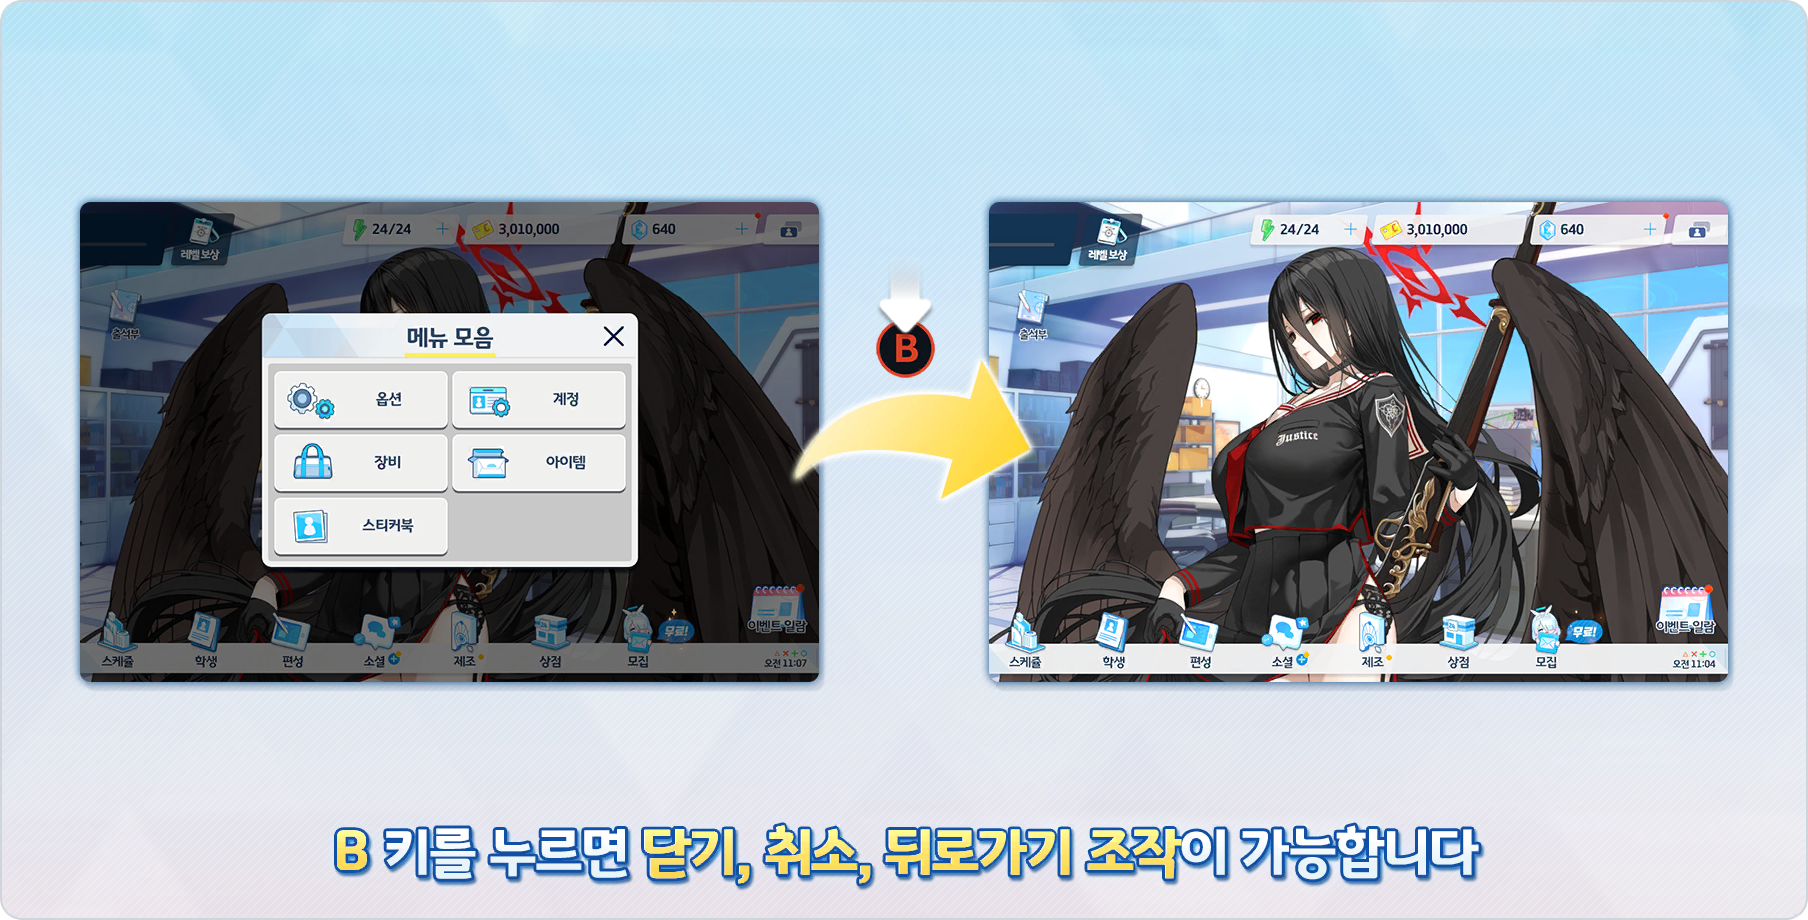 레벨 보상
24/24
3,010,000
640
출석부
메뉴 모음
옵션
계정
장비
아이템
스티커북
이벤트 일람
무료!
스케쥴
학생
편성
소셜
제조
상점
모집
오전 11:07
B
레벨 보상
24/24
3,010,000
640
출석부
Justice
이벤트 일람
무료!
스케쥴
학생
편성
소셜
제조
상점
모집
오전 11:04
B 키를 누르면 닫기, 취소, 뒤로가기 조작이 가능합니다